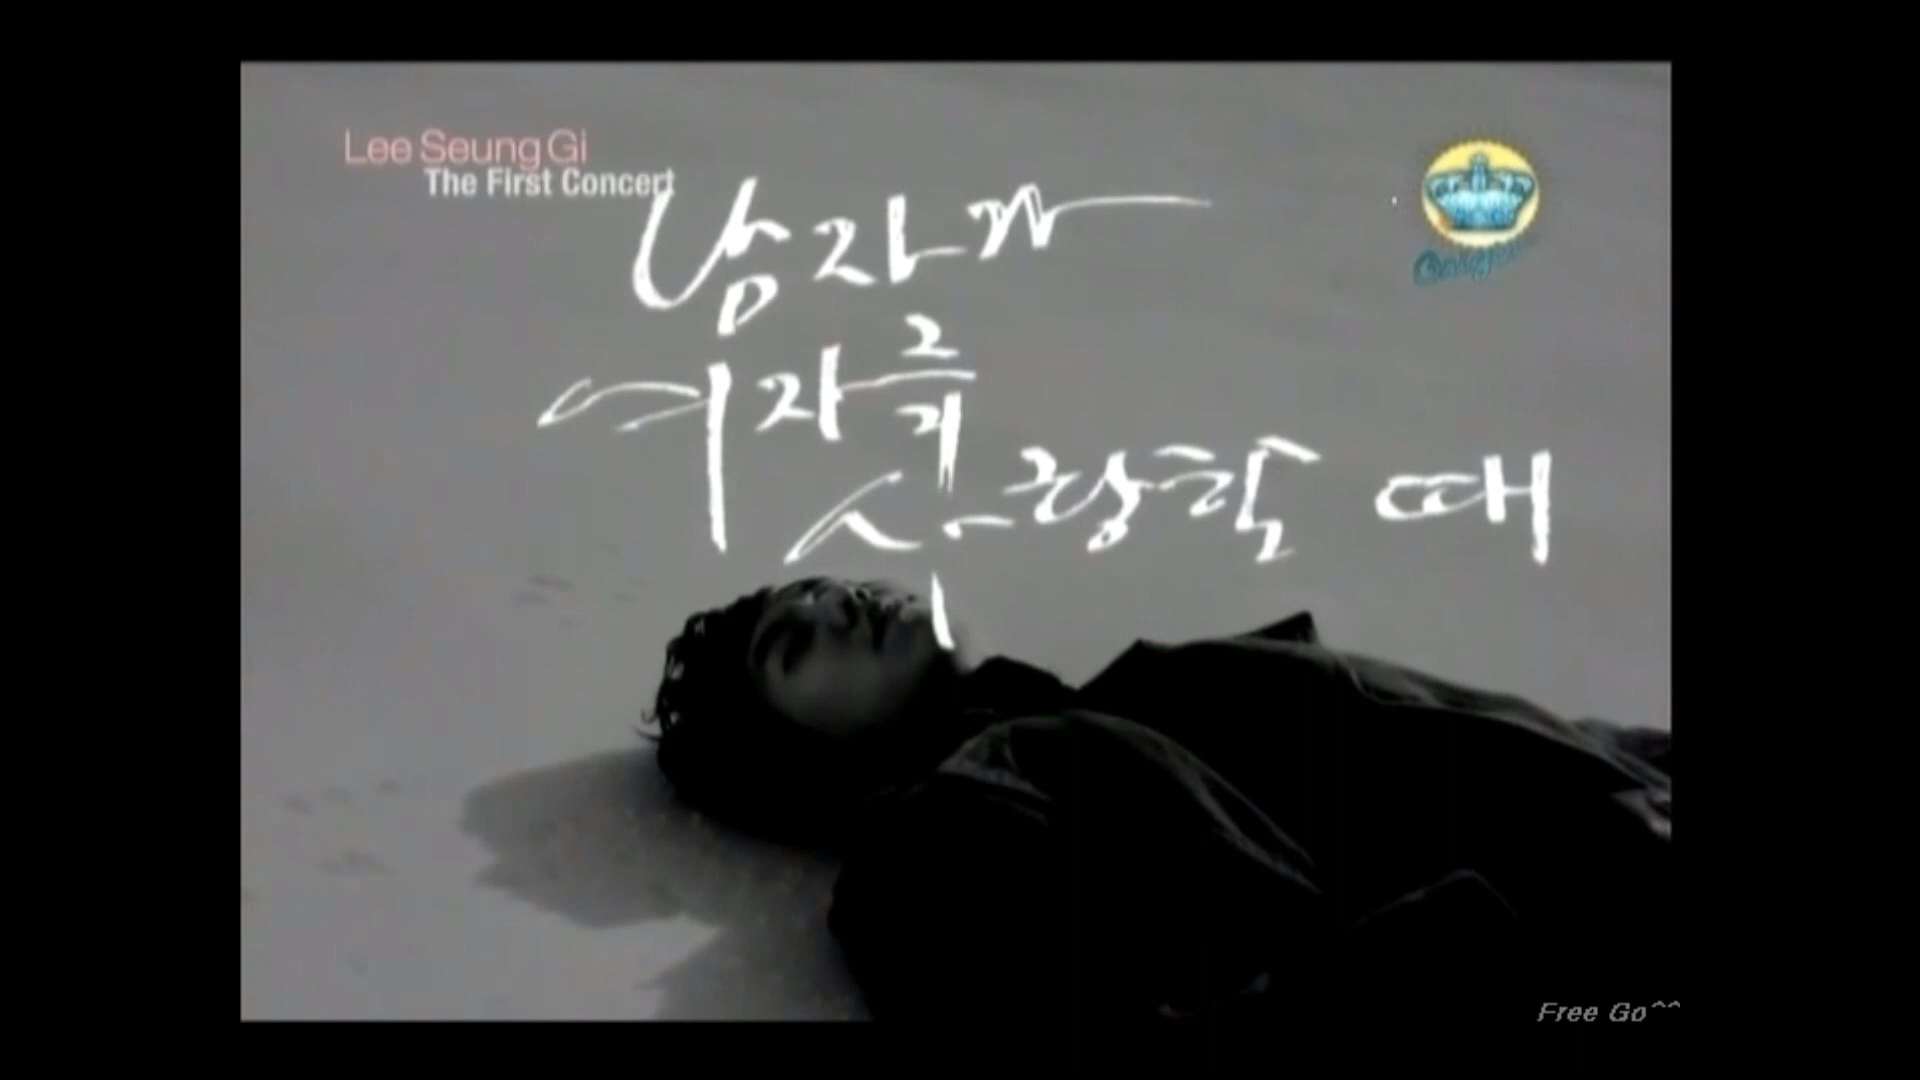 Lee Seung Gi
The First Concert
남자가
여자를
사랑할 때
Free Go^^